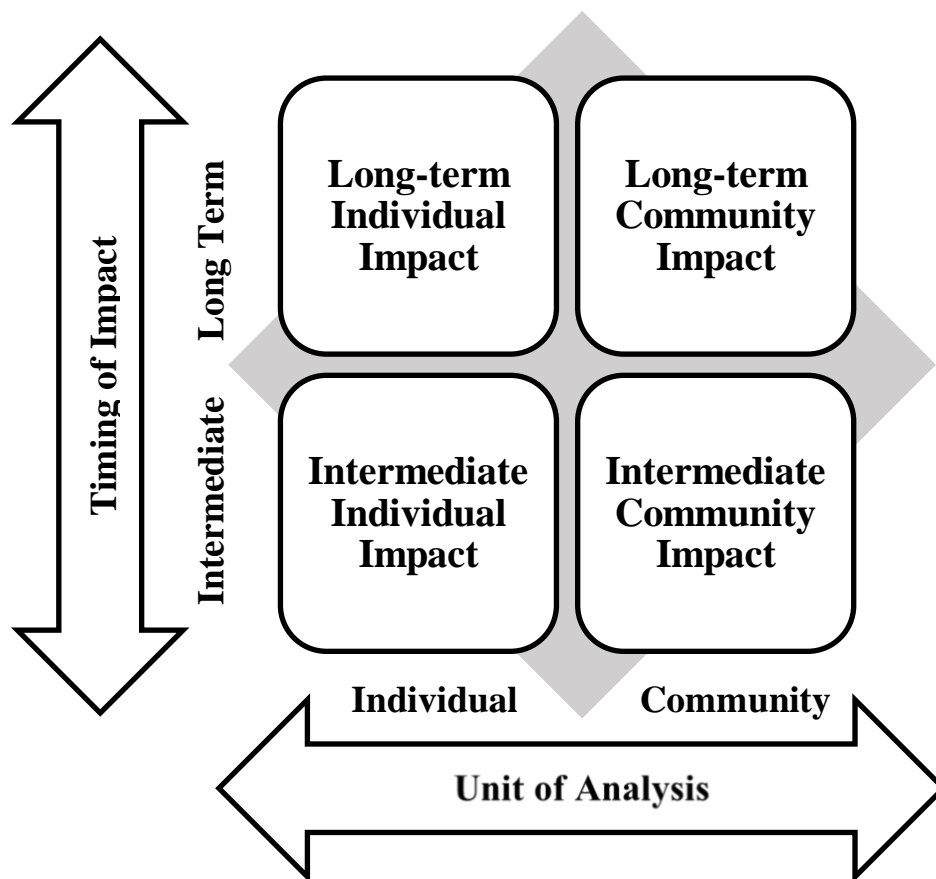 Timing of Impact
Long Term
Intermediate
Long-term
Individual
Impact
Long-term
Community
Impact
Intermediate
Individual
Impact
Intermediate
Community
Impact
Individual
Community
Unit of Analysis